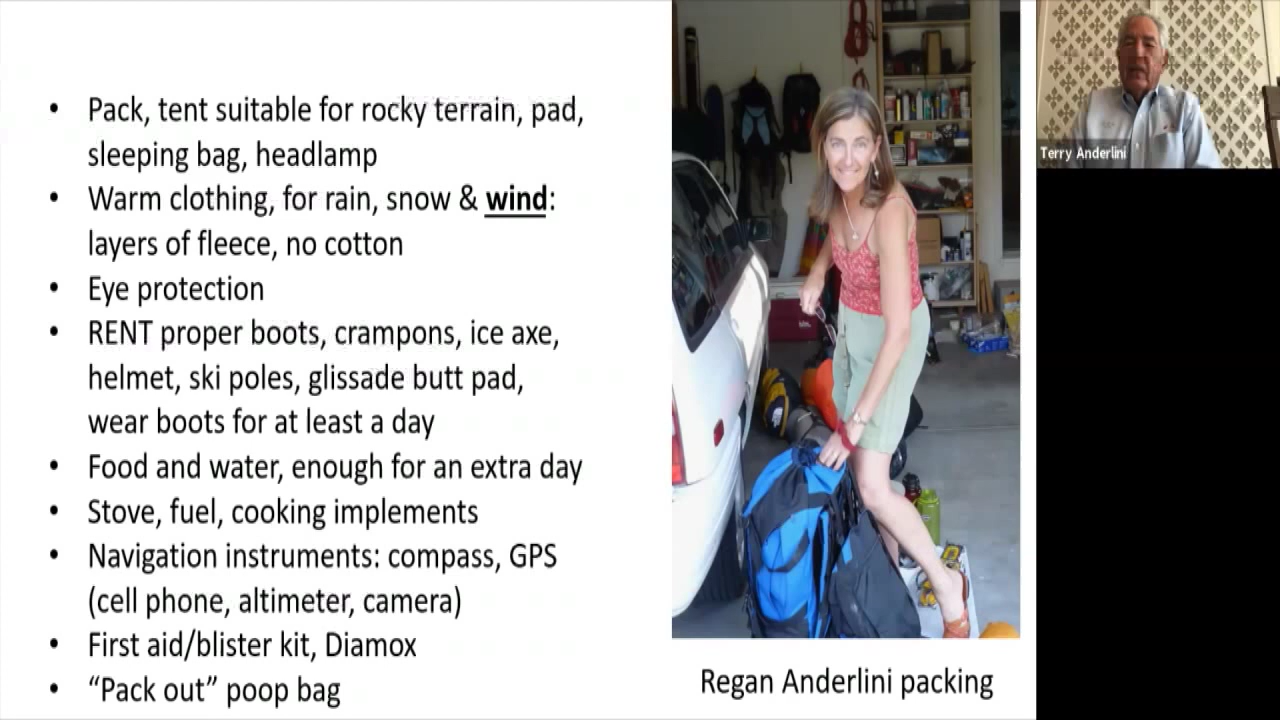 • Pack, tent suitable for rocky terrain, pad,
sleeping bag, headlamp
• Warm clothing, for rain, snow & wind:
layers of fleece, no cotton
• Eye protection
• RENT proper boots, crampons, ice axe,
helmet, ski poles, glissade butt pad,
wear boots for at least a day
• Food and water, enough for an extra day
• Stove, fuel, cooking implements
• Navigation instruments: compass, GPS
(cell phone, altimeter, camera)
• First aid/blister kit, Diamox
• “Pack out” poop bag
Regan Anderlini packing
Terry Anderlini